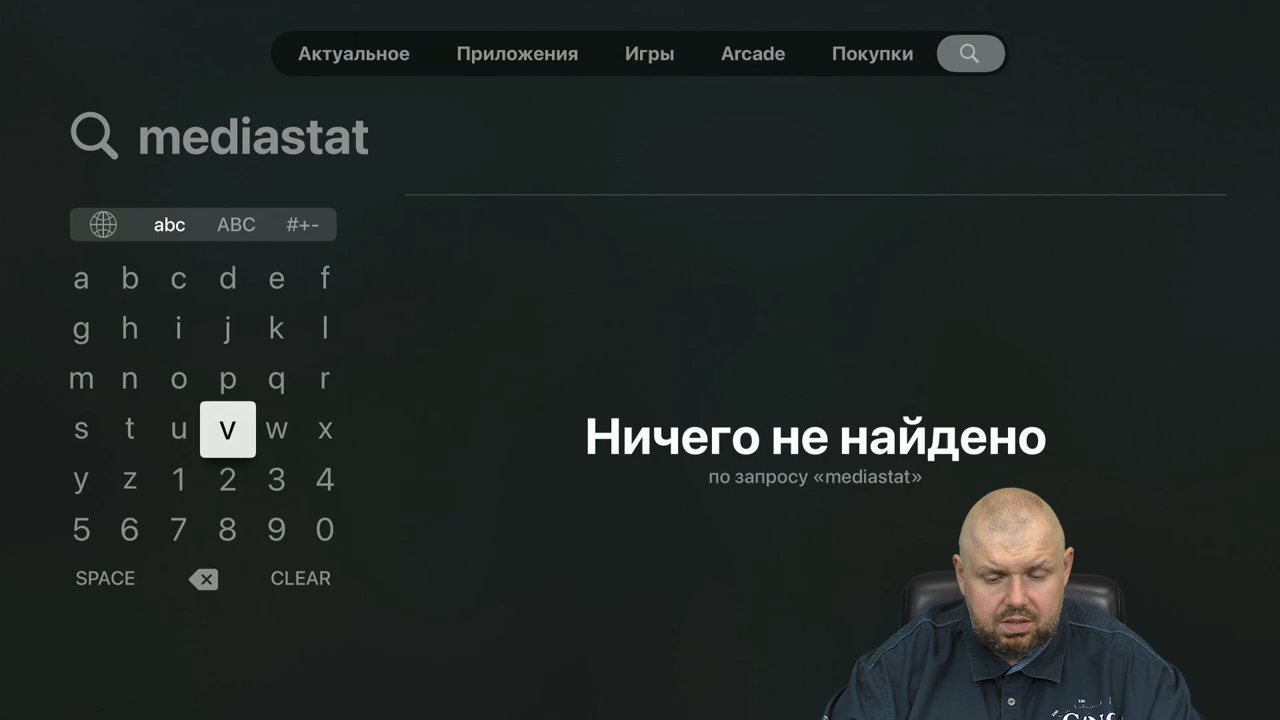 Актуальное Приложения Игры Arcade Покупки
mediastat
abc ABC #+-
a b c d e f
g h i j k l
m n o p q r
s t u v w x
y z 1 2 3 4
5 6 7 8 9 0
SPACE CLEAR
Ничего не найдено
по запросу «mediastat»